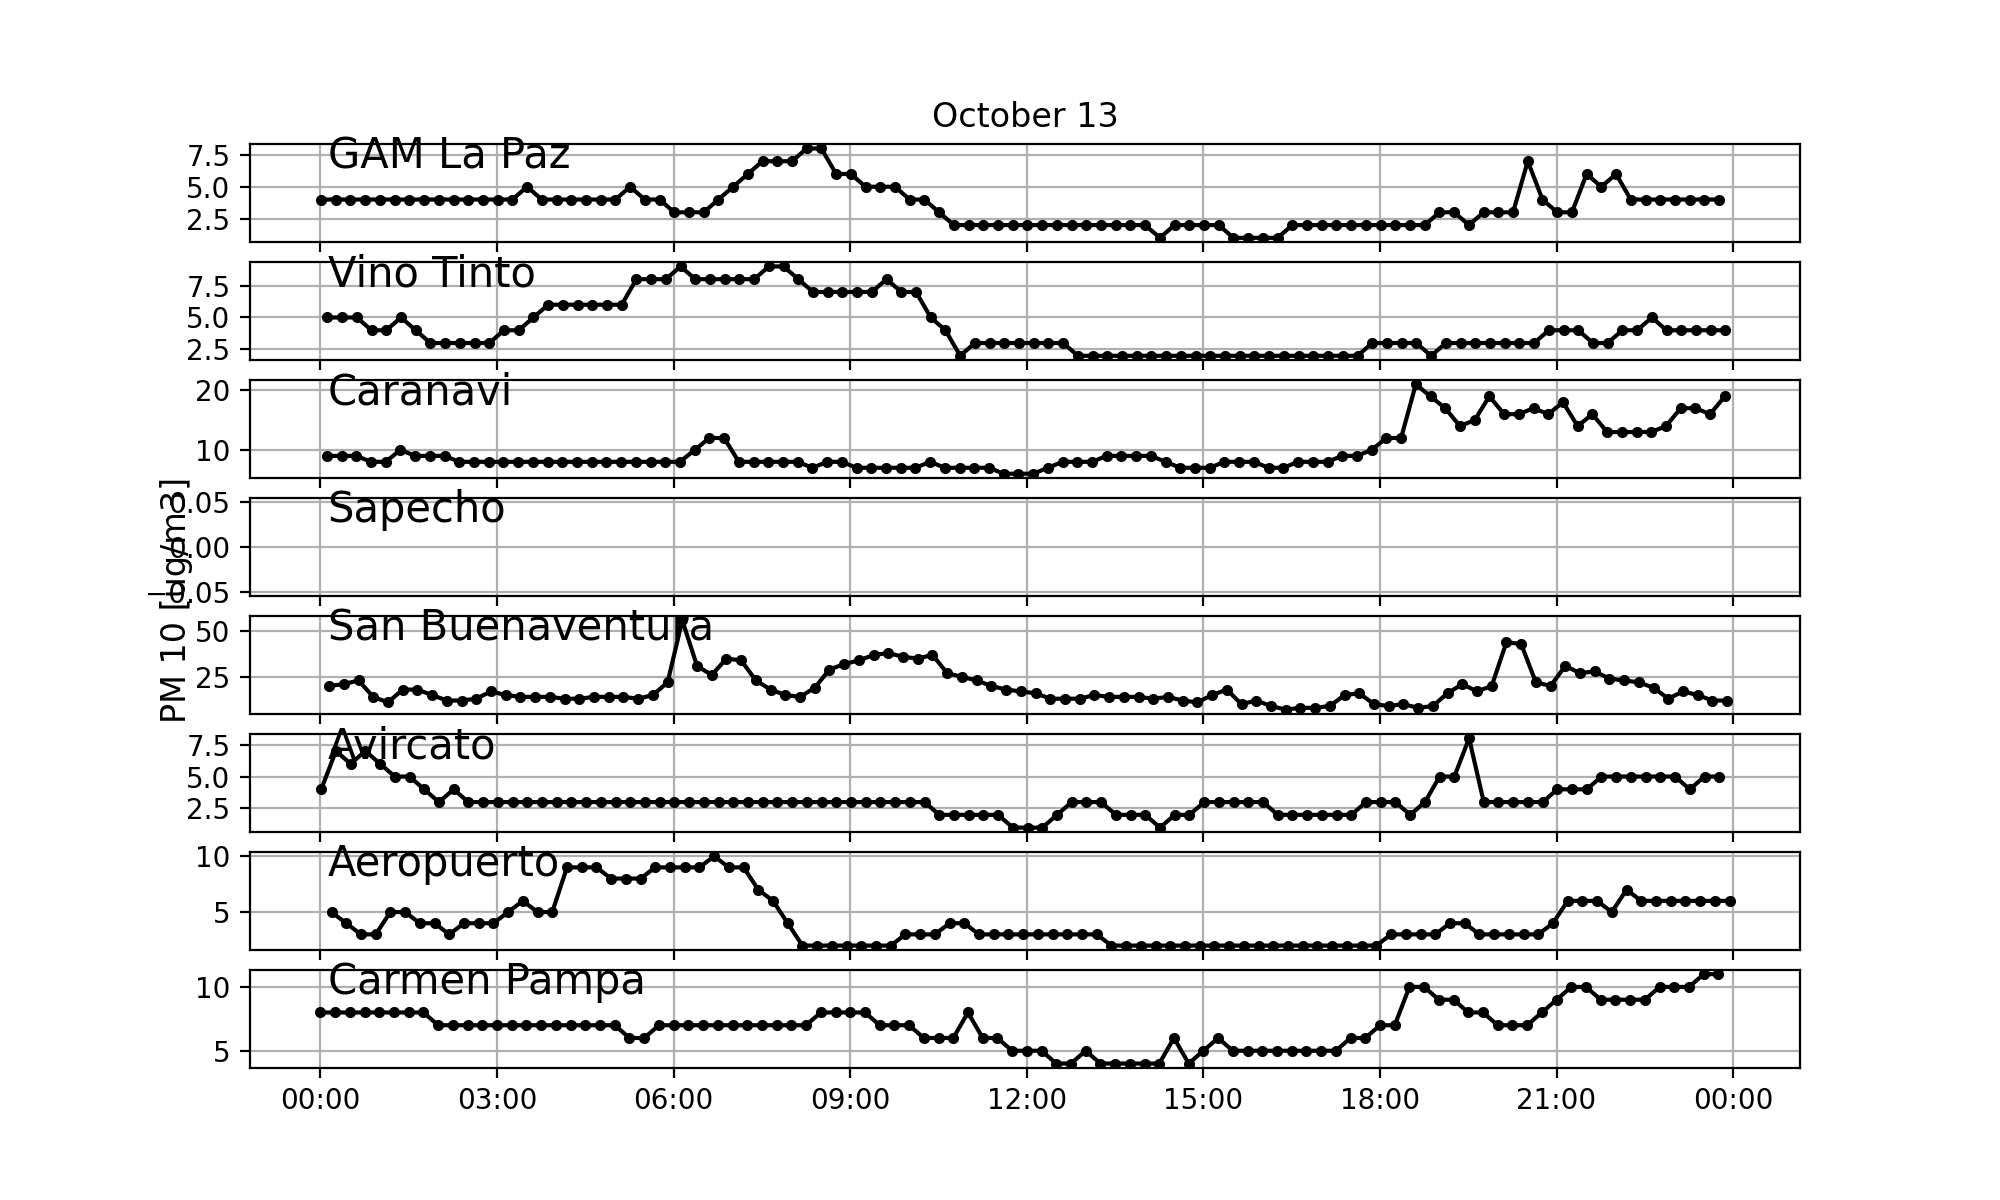 October 13
GAM La Paz
7.5
5.0
2.5
Vino Tinto
7.5
5.0
2.5
Caranavi
20
10
Sapecho
0.05
0.00
−0.05
PM 10 [ug/m3]
San Buenaventura
50
25
Avircato
7.5
5.0
2.5
Aeropuerto
10
5
Carmen Pampa
10
5
00:00 03:00 06:00 09:00 12:00 15:00 18:00 21:00 00:00